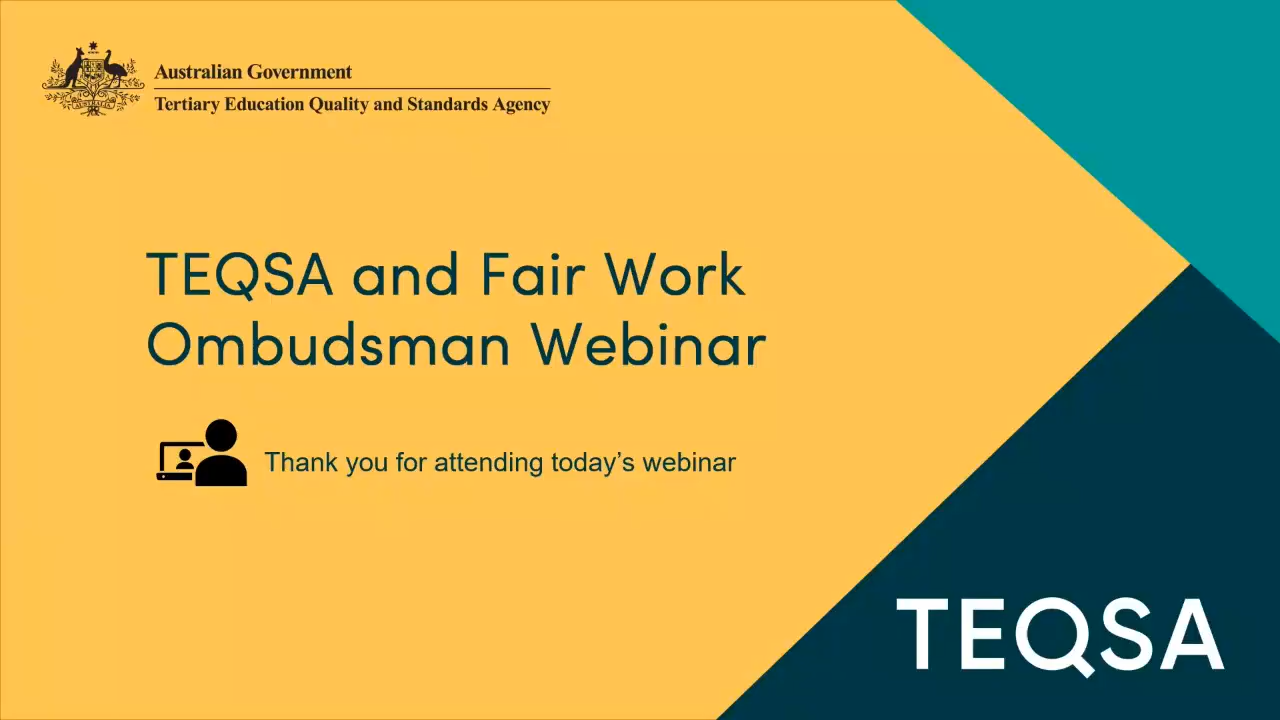 Australian Government
Tertiary Education Quality and Standards Agency
TEQSA and Fair Work
Ombudsman Webinar
Thank you for attending today’s webinar
TEQSA